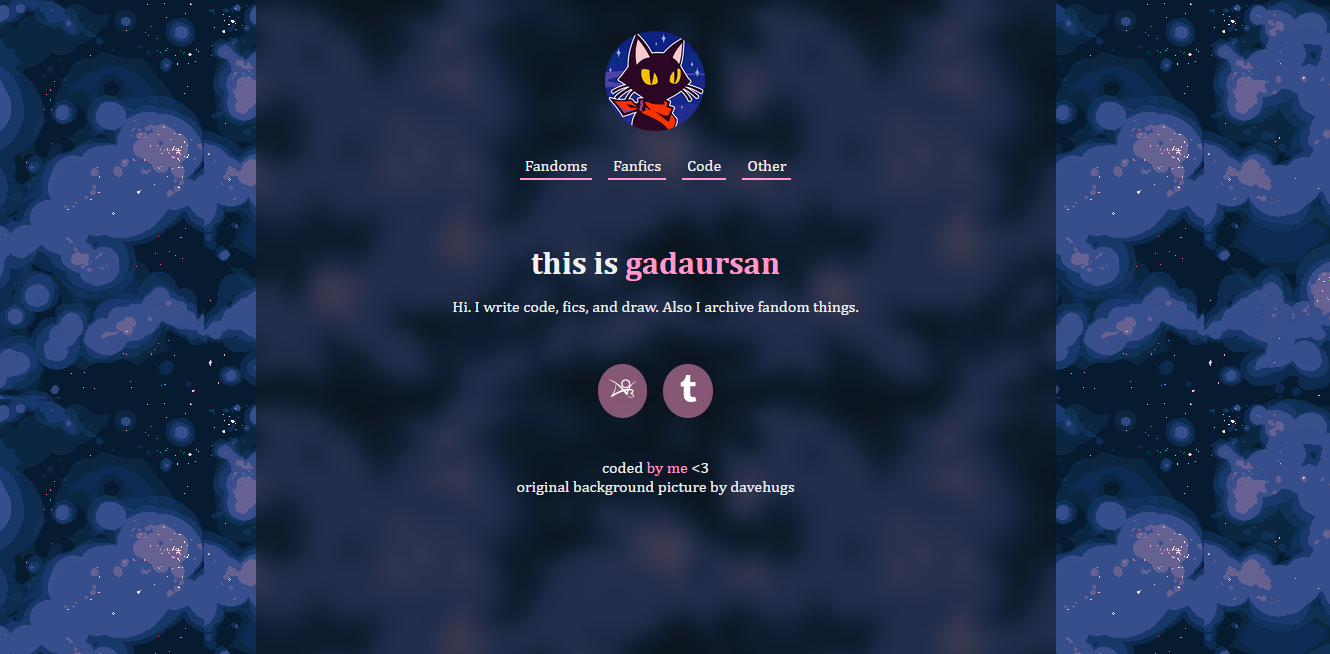 Fandoms Fanfics Code Other
this is gadaursan
Hi. I write code, fics, and draw. Also I archive fandom things.
t
coded by me <3
original background picture by davehugs